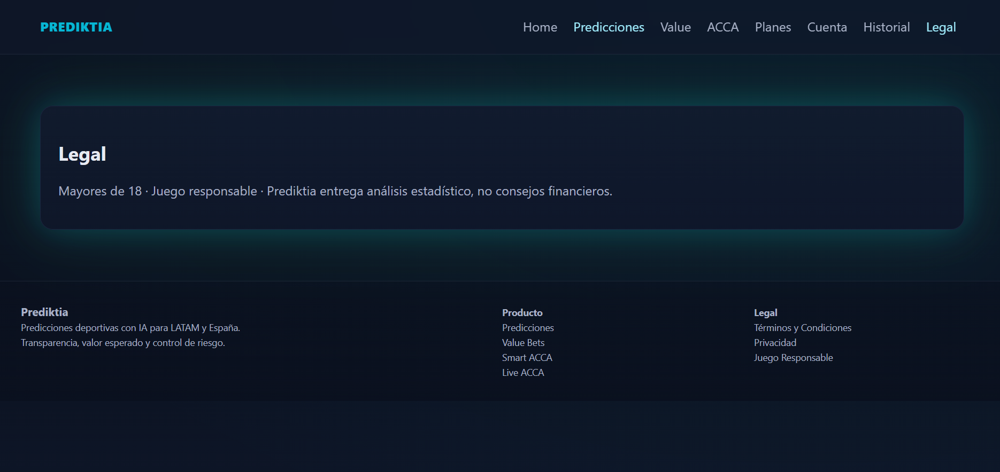 PREDIKTIA
Home Predicciones Value ACCA Planes Cuenta Historial Legal
Legal
Mayores de 18 · Juego responsable · Prediktia entrega análisis estadístico, no consejos financieros.
Prediktia
Predicciones deportivas con IA para LATAM y España.
Transparencia, valor esperado y control de riesgo.
Producto
Predicciones
Value Bets
Smart ACCA
Live ACCA
Legal
Términos y Condiciones
Privacidad
Juego Responsable